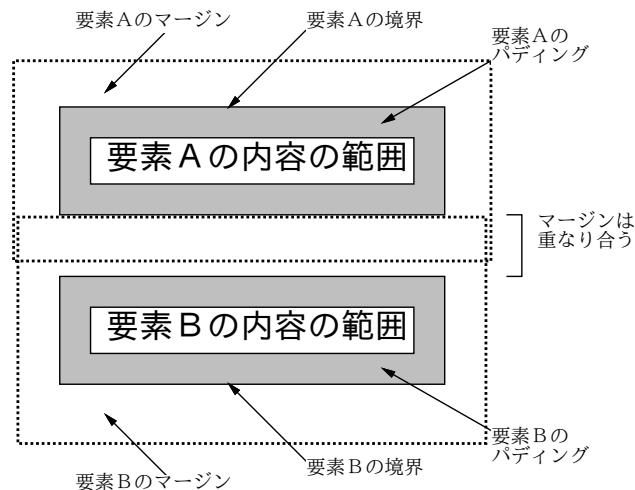 要素Aのマージン
要素Aの境界
要素Aの
パディング
要素Aの内容の範囲
マージンは
重なり合う
要素Bの内容の範囲
要素Bのマージン
要素Bの境界
要素Bの
パディング